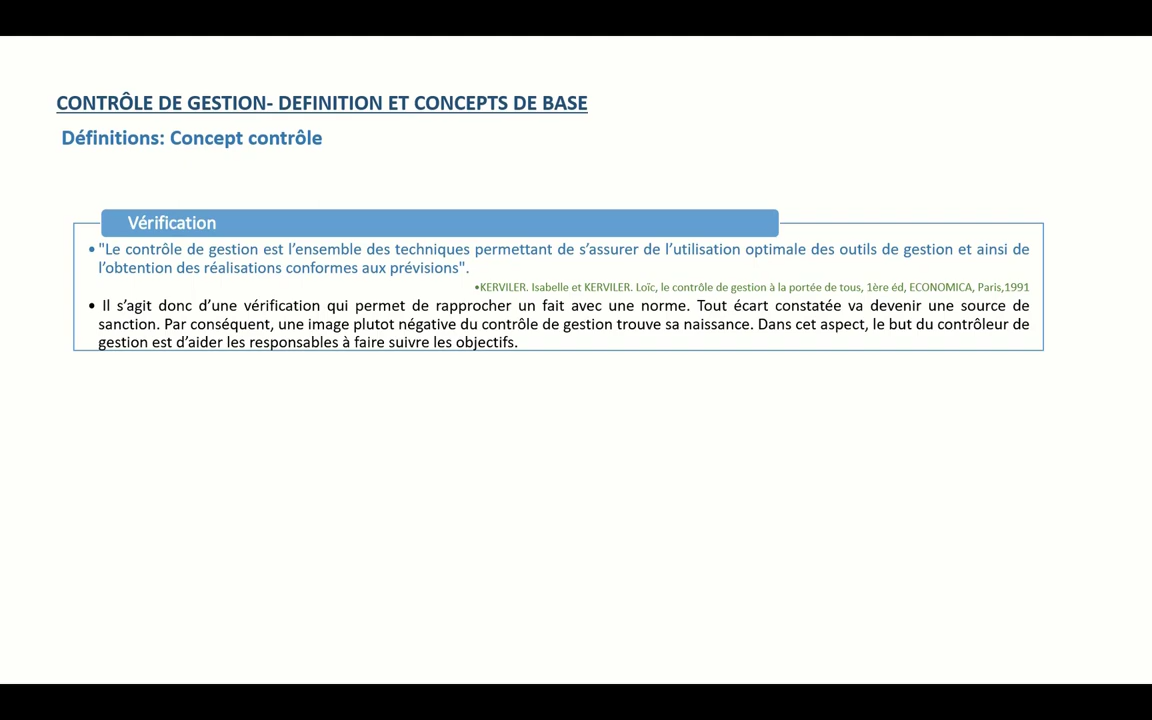 CONTRÔLE DE GESTION- DEFINITION ET CONCEPTS DE BASE
Définitions: Concept contrôle
Vérification
• "Le contrôle de gestion est l’ensemble des techniques permettant de s’assurer de l’utilisation optimale des outils de gestion et ainsi de
l’obtention des réalisations conformes aux prévisions".
•KERVILER. Isabelle et KERVILER. Loïc, le contrôle de gestion à la portée de tous, 1ère éd, ECONOMICA, Paris,1991
• Il s’agit donc d’une vérification qui permet de rapprocher un fait avec une norme. Tout écart constatée va devenir une source de
sanction. Par conséquent, une image plutot négative du contrôle de gestion trouve sa naissance. Dans cet aspect, le but du contrôleur de
gestion est d’aider les responsables à faire suivre les objectifs.